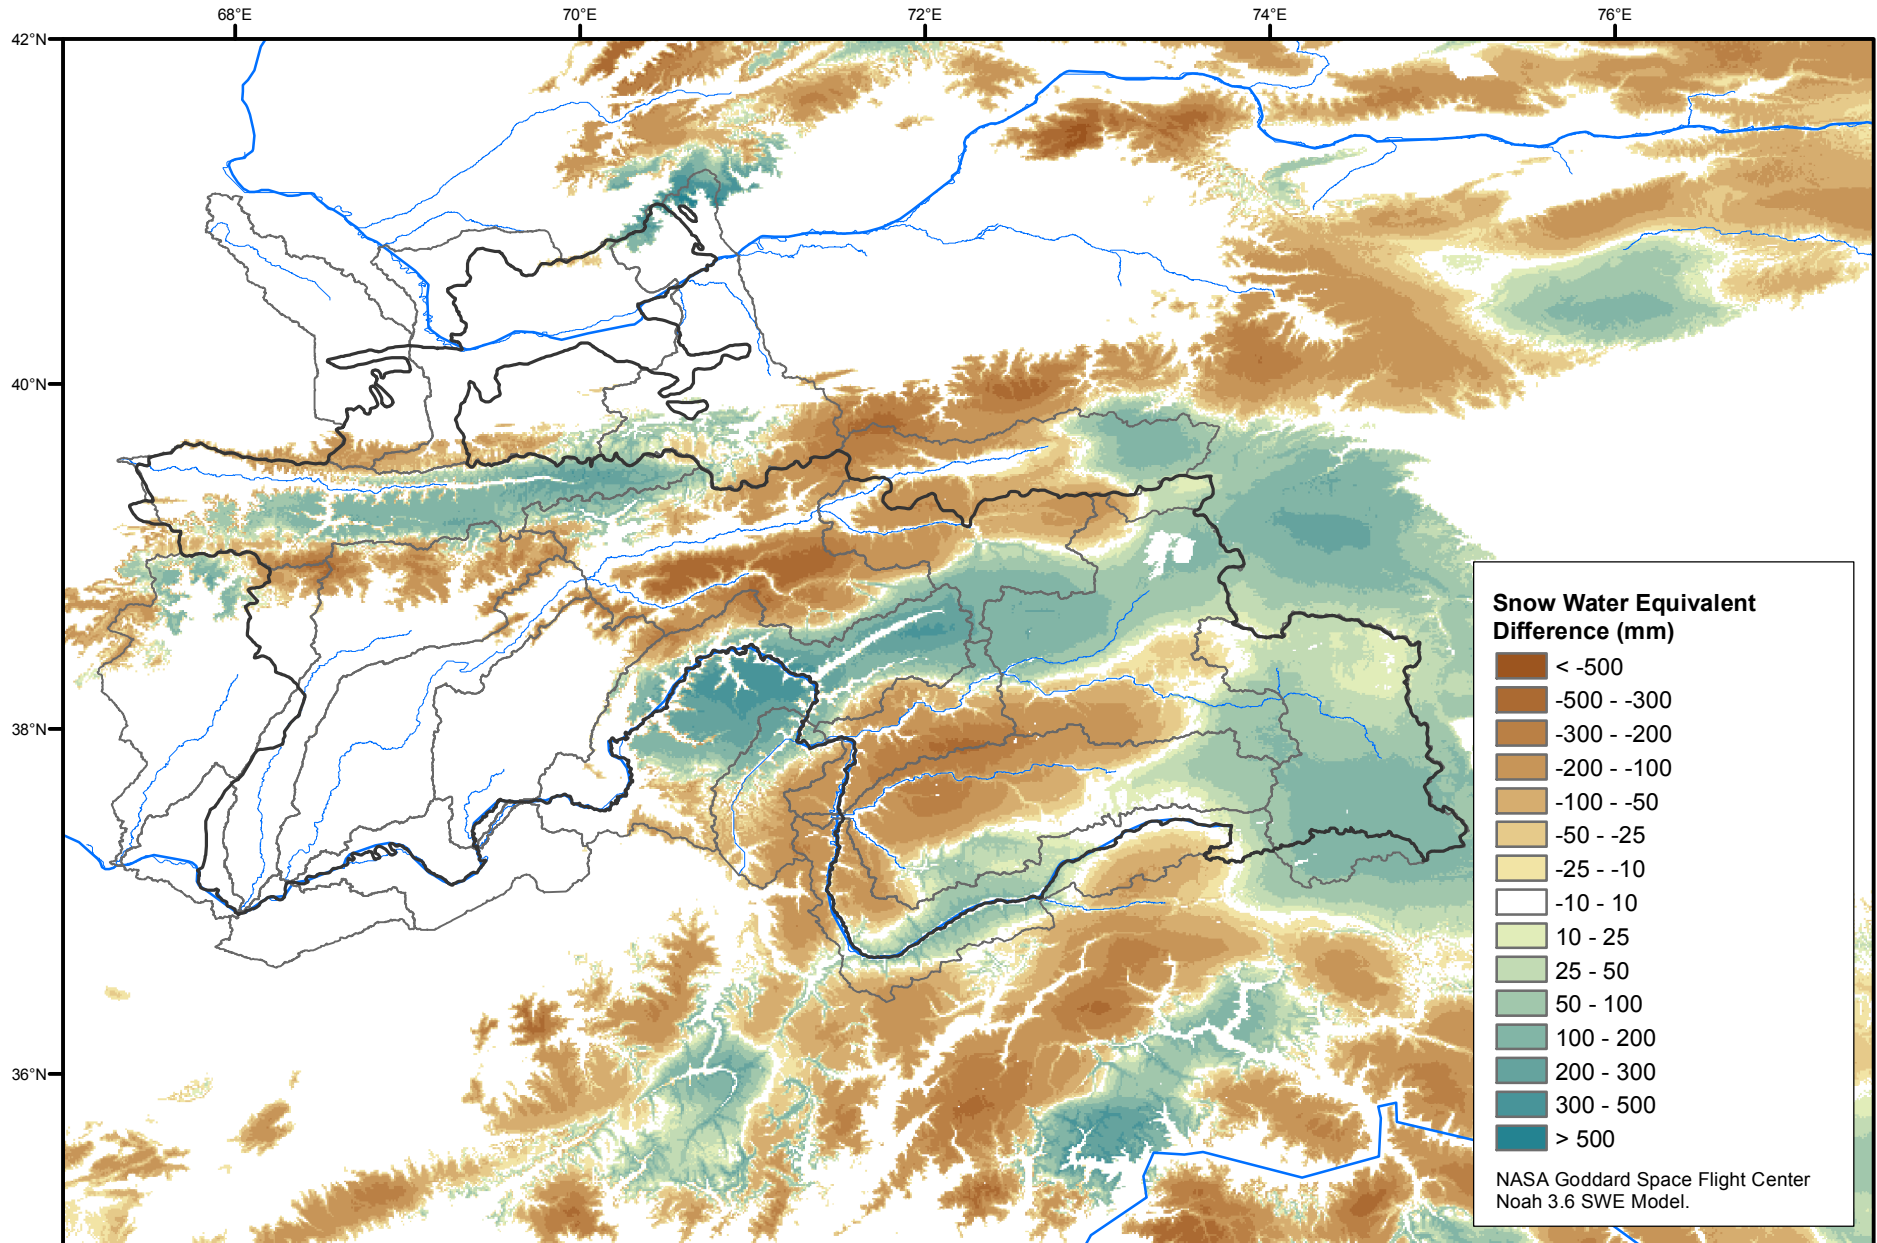 68°E
70°E
72°E
74°E
76°E
42°N
40°N
38°N
36°N
Snow Water Equivalent
Difference (mm)
< -500
-500 - -300
-300 - -200
-200 - -100
-100 - -50
-50 - -25
-25 - -10
-10 - 10
10 - 25
25 - 50
50 - 100
100 - 200
200 - 300
300 - 500
> 500
NASA Goddard Space Flight Center
Noah 3.6 SWE Model.